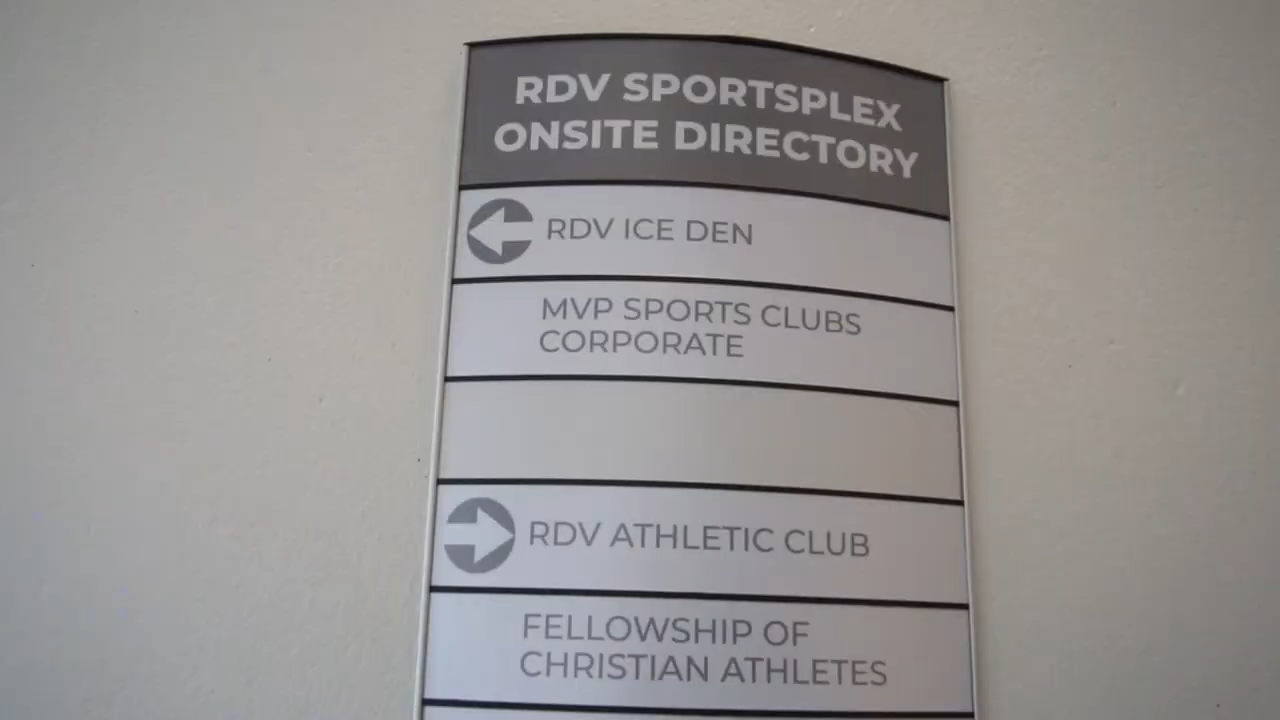 RDV SPORTSPLEX
ONSITE DIRECTORY
RDV ICE DEN
MVP SPORTS CLUBS
CORPORATE
RDV ATHLETIC CLUB
FELLOWSHIP OF
CHRISTIAN ATHLETES